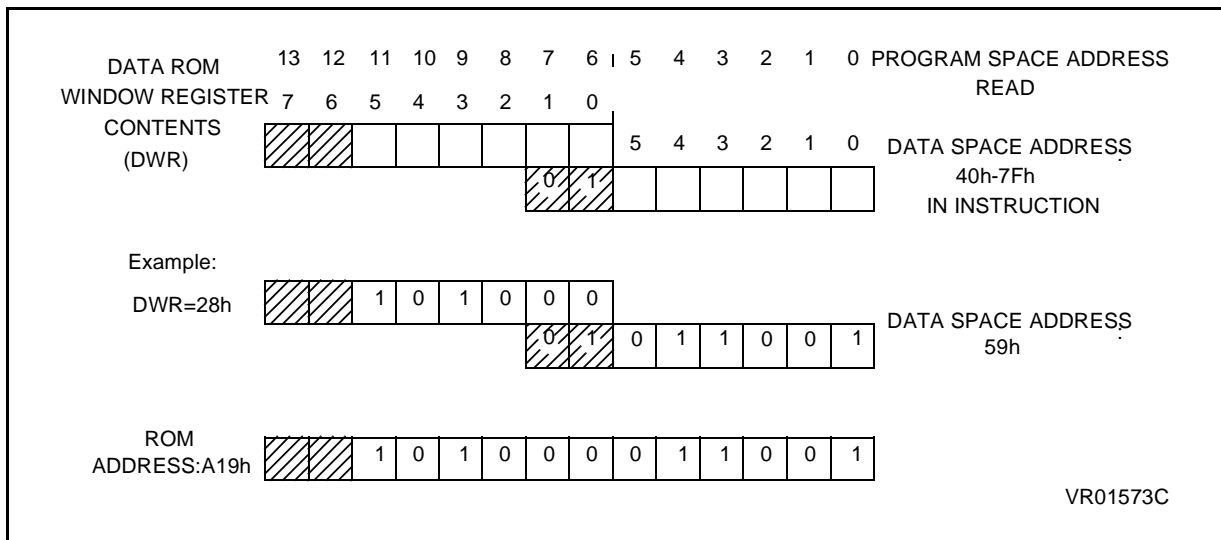 DATA ROM
WINDOW REGISTER
CONTENTS
(DWR)
13 12 11 10 9 8 7 6 5 4 3 2 1 0
PROGRAM SPACE ADDRESS
READ
7 6 5 4 3 2 1 0
5 4 3 2 1 0
DATA SPACE ADDRESS
:
40h-7Fh
IN INSTRUCTION
0 1
Example:
DWR=28h
1 0 1 0 0 0
0 1 0 1 1 0 0 1
DATA SPACE ADDRESS
:
59h
ROM
ADDRESS:A19h
1 0 1 0 0 0 0 1 1 0 0 1
VR01573C